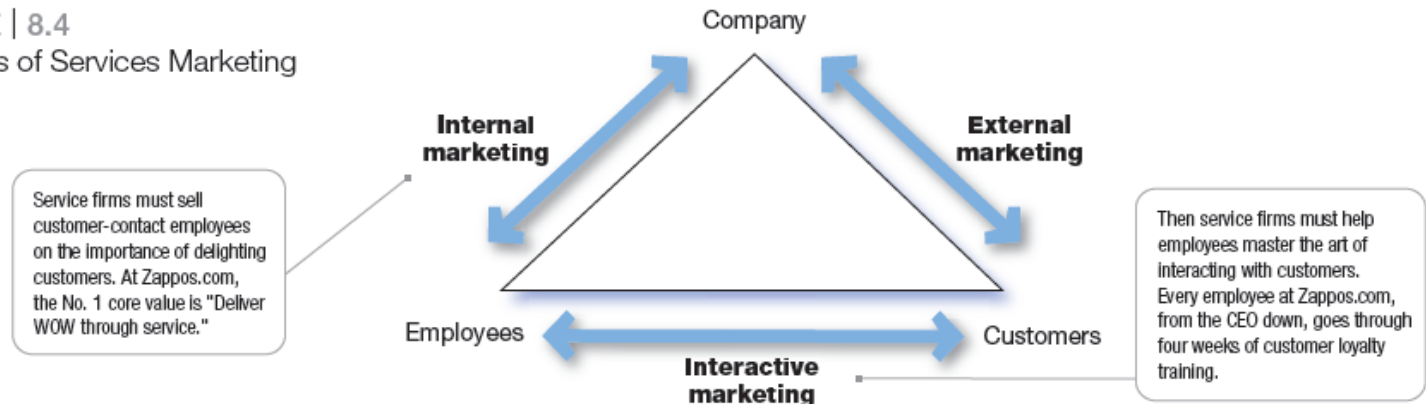 | 8.4
s of Services Marketing
Company
Internal
marketing
External
marketing
Service firms must sell
customer-contact employees
on the importance of delighting
customers. At Zappos.com,
the No. 1 core value is "Deliver
WOW through service."
Then service firms must help
employees master the art of
interacting with customers.
Every employee at Zappos.com,
from the CEO down, goes through
four weeks of customer loyalty
training.
Employees
Customers
Interactive
marketing